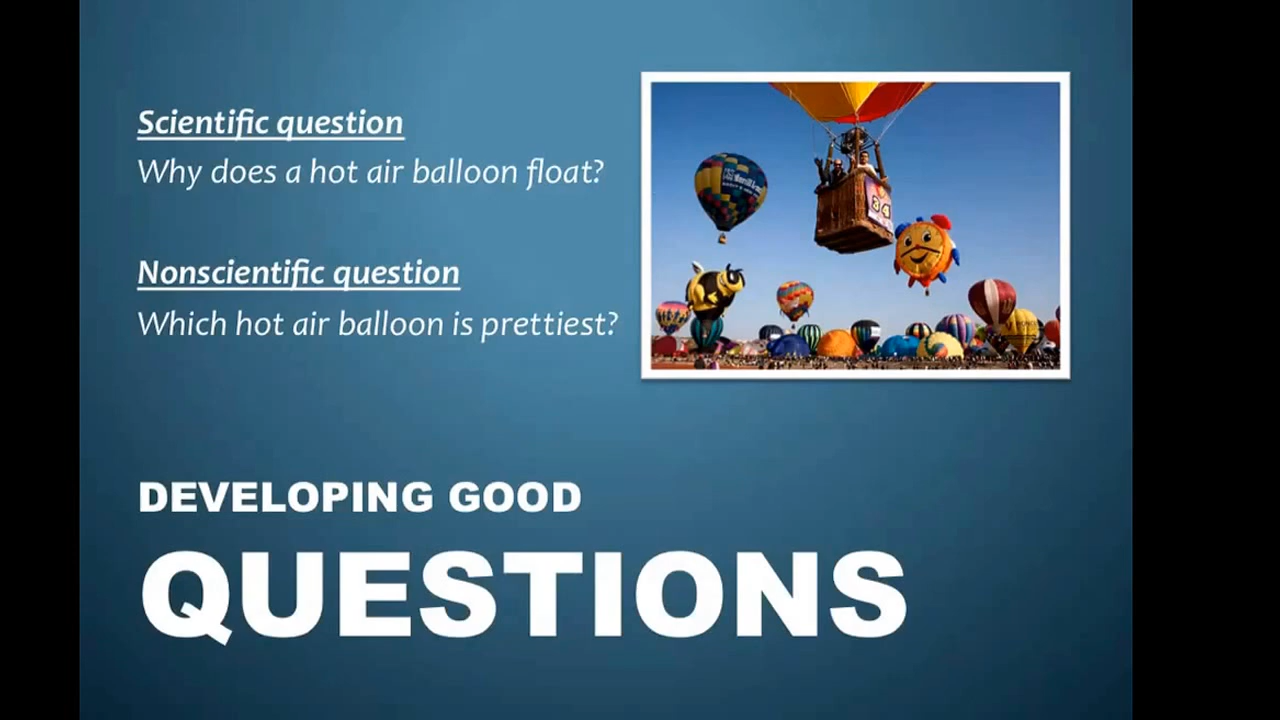 Scientific question
Why does a hot air balloon float?
Nonscientific question
Which hot air balloon is prettiest?
34
DEVELOPING GOOD
QUESTIONS